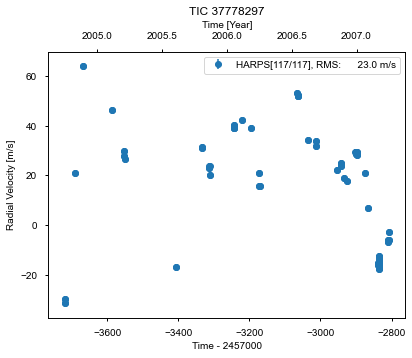 TIC 37778297
Time [Year]
2005.0 2005.5 2006.0 2006.5 2007.0
HARPS[117/117], RMS: 23.0 m/s
60
40
20
0
−20
Radial Velocity [m/s]
−3600 −3400 −3200 −3000 −2800
Time - 2457000